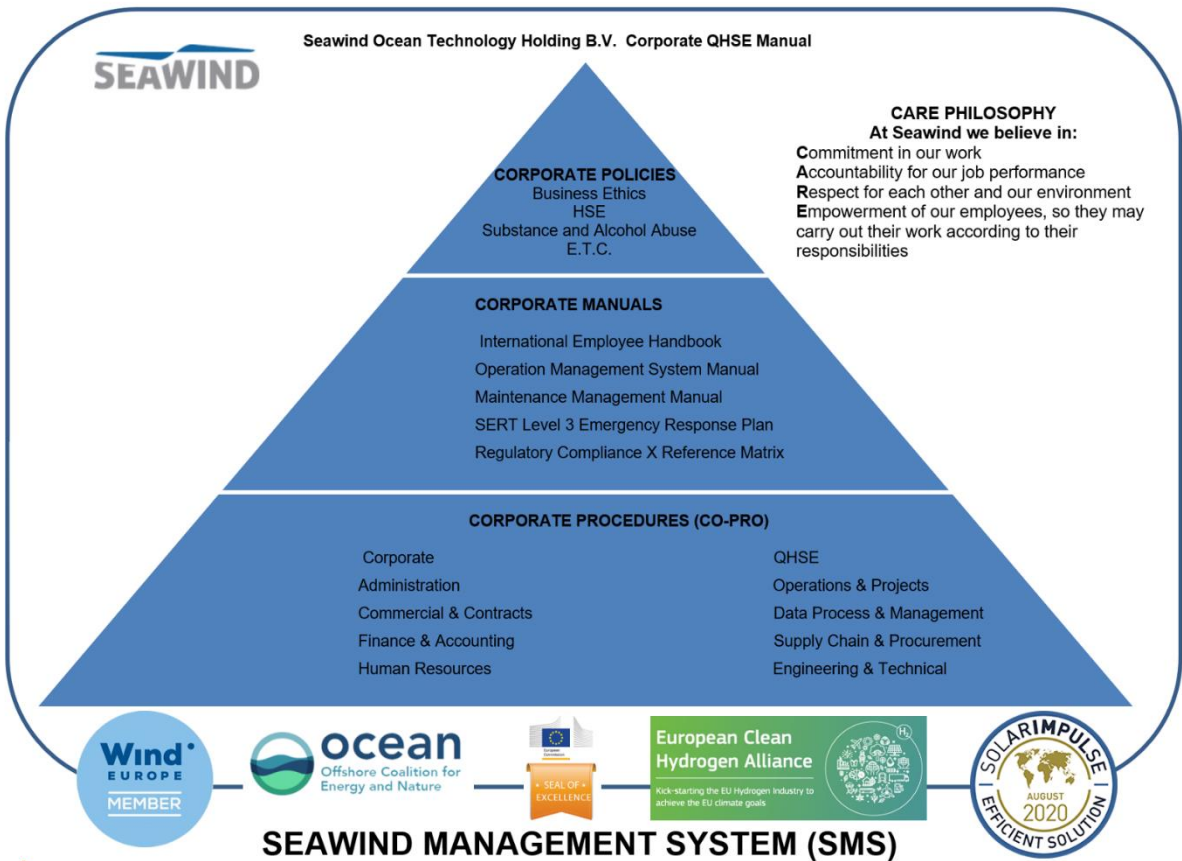 Seawind Ocean Technology Holding B.V. Corporate QHSE Manual
SEAWIND
CARE PHILOSOPHY
At Seawind we believe in:
Commitment in our work
Accountability for our job performance
Respect for each other and our environment
Empowerment of our employees, so they may
carry out their work according to their
responsibilities
CORPORATE POLICIES
Business Ethics
HSE
Substance and Alcohol Abuse
E.T.C.
CORPORATE MANUALS
International Employee Handbook
Operation Management System Manual
Maintenance Management Manual
SERT Level 3 Emergency Response Plan
Regulatory Compliance X Reference Matrix
CORPORATE PROCEDURES (CO-PRO)
Corporate
Administration
Commercial & Contracts
Finance & Accounting
Human Resources
QHSE
Operations & Projects
Data Process & Management
Supply Chain & Procurement
Engineering & Technical
Wind
EUROPE
MEMBER
ocean
Offshore Coalition for
Energy and Nature
European
Commission
SEAL OF
EXCELLENCE
European Clean
Hydrogen Alliance
Kick-starting the EU Hydrogen Industry to
achieve the EU climate goals
H2
SOLARIMPULSE
AUGUST
2020
EFFICIENT SOLUTION
SEAWIND MANAGEMENT SYSTEM (SMS)